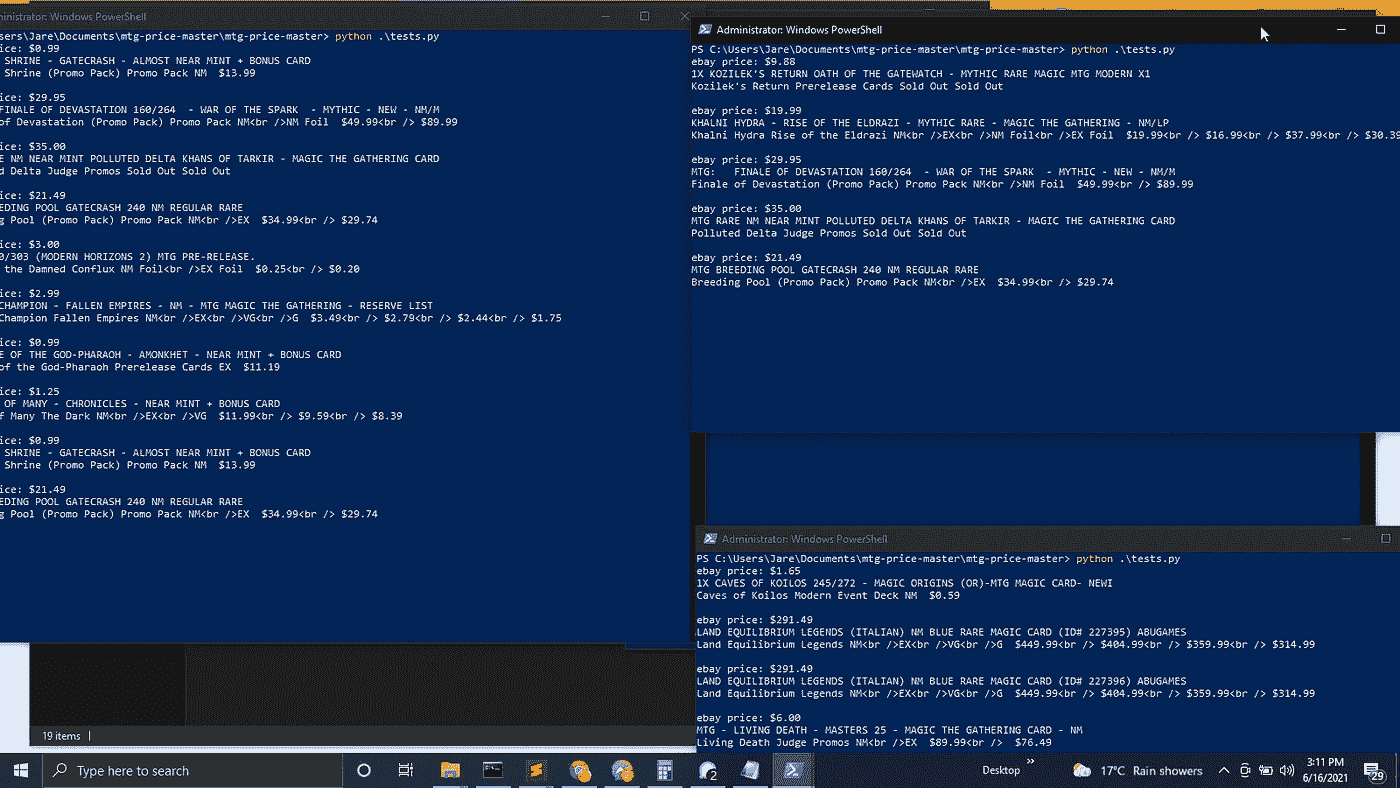 ministrator: Windows PowerShell
sers\Jare\Documents\mtg-price-master\mtg-price-master> python .\tests.py
ce: $0.99
SHRINE - GATECRASH - ALMOST NEAR MINT + BONUS CARD
Shrine (Promo Pack) Promo Pack NM  $13.99
ice: $29.95
FINALE OF DEVASTATION 160/264  - WAR OF THE SPARK  - MYTHIC - NEW - NM/M
of Devastation (Promo Pack) Promo Pack NM<br />NM Foil  $49.99<br /> $89.99
ice: $35.00
E NM NEAR MINT POLLUTED DELTA KHANS OF TARKIR - MAGIC THE GATHERING CARD
d Delta Judge Promos Sold Out Sold Out
ice: $21.49
EDING POOL GATECRASH 240 NM REGULAR RARE
g Pool (Promo Pack) Promo Pack NM<br />EX  $34.99<br /> $29.74
ice: $3.00
0/303 (MODERN HORIZONS 2) MTG PRE-RELEASE.
the Damned Conflux NM Foil<br />EX Foil  $0.25<br /> $0.20
ice: $2.99
CHAMPION - FALLEN EMPIRES - NM - MTG MAGIC THE GATHERING - RESERVE LIST
Champion Fallen Empires NM<br />EX<br />VG<br />G  $3.49<br /> $2.79<br /> $2.44<br /> $1.75
ice: $0.99
E OF THE GOD-PHARAOH - AMONKHET - NEAR MINT + BONUS CARD
of the God-Pharaoh Prerelease Cards EX  $11.19
ice: $1.25
OF MANY - CHRONICLES - NEAR MINT + BONUS CARD
f Many The Dark NM<br />EX<br />VG  $11.99<br /> $9.59<br /> $8.39
ice: $0.99
SHRINE - GATECRASH - ALMOST NEAR MINT + BONUS CARD
Shrine (Promo Pack) Promo Pack NM  $13.99
ice: $21.49
EDING POOL GATECRASH 240 NM REGULAR RARE
g Pool (Promo Pack) Promo Pack NM<br />EX  $34.99<br /> $29.74
Administrator: Windows PowerShell
PS C:\Users\Jare\Documents\mtg-price-master\mtg-price-master> python .\tests.py
ebay price: $9.88
1X KOZILEK'S RETURN OATH OF THE GATEWATCH - MYTHIC RARE MAGIC MTG MODERN X1
Kozilek's Return Prerelease Cards Sold Out Sold Out
ebay price: $19.99
KHALNI HYDRA - RISE OF THE ELDRAZI - MYTHIC RARE - MAGIC THE GATHERING - NM/LP
Khalni Hydra Rise of the Eldrazi NM<br />EX<br />NM Foil<br />EX Foil  $19.99<br /> $16.99<br /> $37.99<br /> $30.39
ebay price: $29.95
MTG:   FINALE OF DEVASTATION 160/264  - WAR OF THE SPARK  - MYTHIC - NEW - NM/M
Finale of Devastation (Promo Pack) Promo Pack NM<br />NM Foil  $49.99<br /> $89.99
ebay price: $35.00
MTG RARE NM NEAR MINT POLLUTED DELTA KHANS OF TARKIR - MAGIC THE GATHERING CARD
Polluted Delta Judge Promos Sold Out Sold Out
ebay price: $21.49
MTG BREEDING POOL GATECRASH 240 NM REGULAR RARE
Breeding Pool (Promo Pack) Promo Pack NM<br />EX  $34.99<br /> $29.74
Administrator: Windows PowerShell
PS C:\Users\Jare\Documents\mtg-price-master\mtg-price-master> python .\tests.py
ebay price: $1.65
1X CAVES OF KOILOS 245/272 - MAGIC ORIGINS (OR)-MTG MAGIC CARD- NEWI
Caves of Koilos Modern Event Deck NM  $0.59
ebay price: $291.49
LAND EQUILIBRIUM LEGENDS (ITALIAN) NM BLUE RARE MAGIC CARD (ID# 227395) ABUGAMES
Land Equilibrium Legends NM<br />EX<br />VG<br />G  $449.99<br /> $404.99<br /> $359.99<br /> $314.99
ebay price: $291.49
LAND EQUILIBRIUM LEGENDS (ITALIAN) NM BLUE RARE MAGIC CARD (ID# 227396) ABUGAMES
Land Equilibrium Legends NM<br />EX<br />VG<br />G  $449.99<br /> $404.99<br /> $359.99<br /> $314.99
ebay price: $6.00
MTG - LIVING DEATH - MASTERS 25 - MAGIC THE GATHERING CARD - NM
Living Death Judge Promos NM<br />EX  $89.99<br />  $76.49
19 items
Type here to search
2
Desktop
17°C Rain showers
3:11 PM
6/16/2021
29